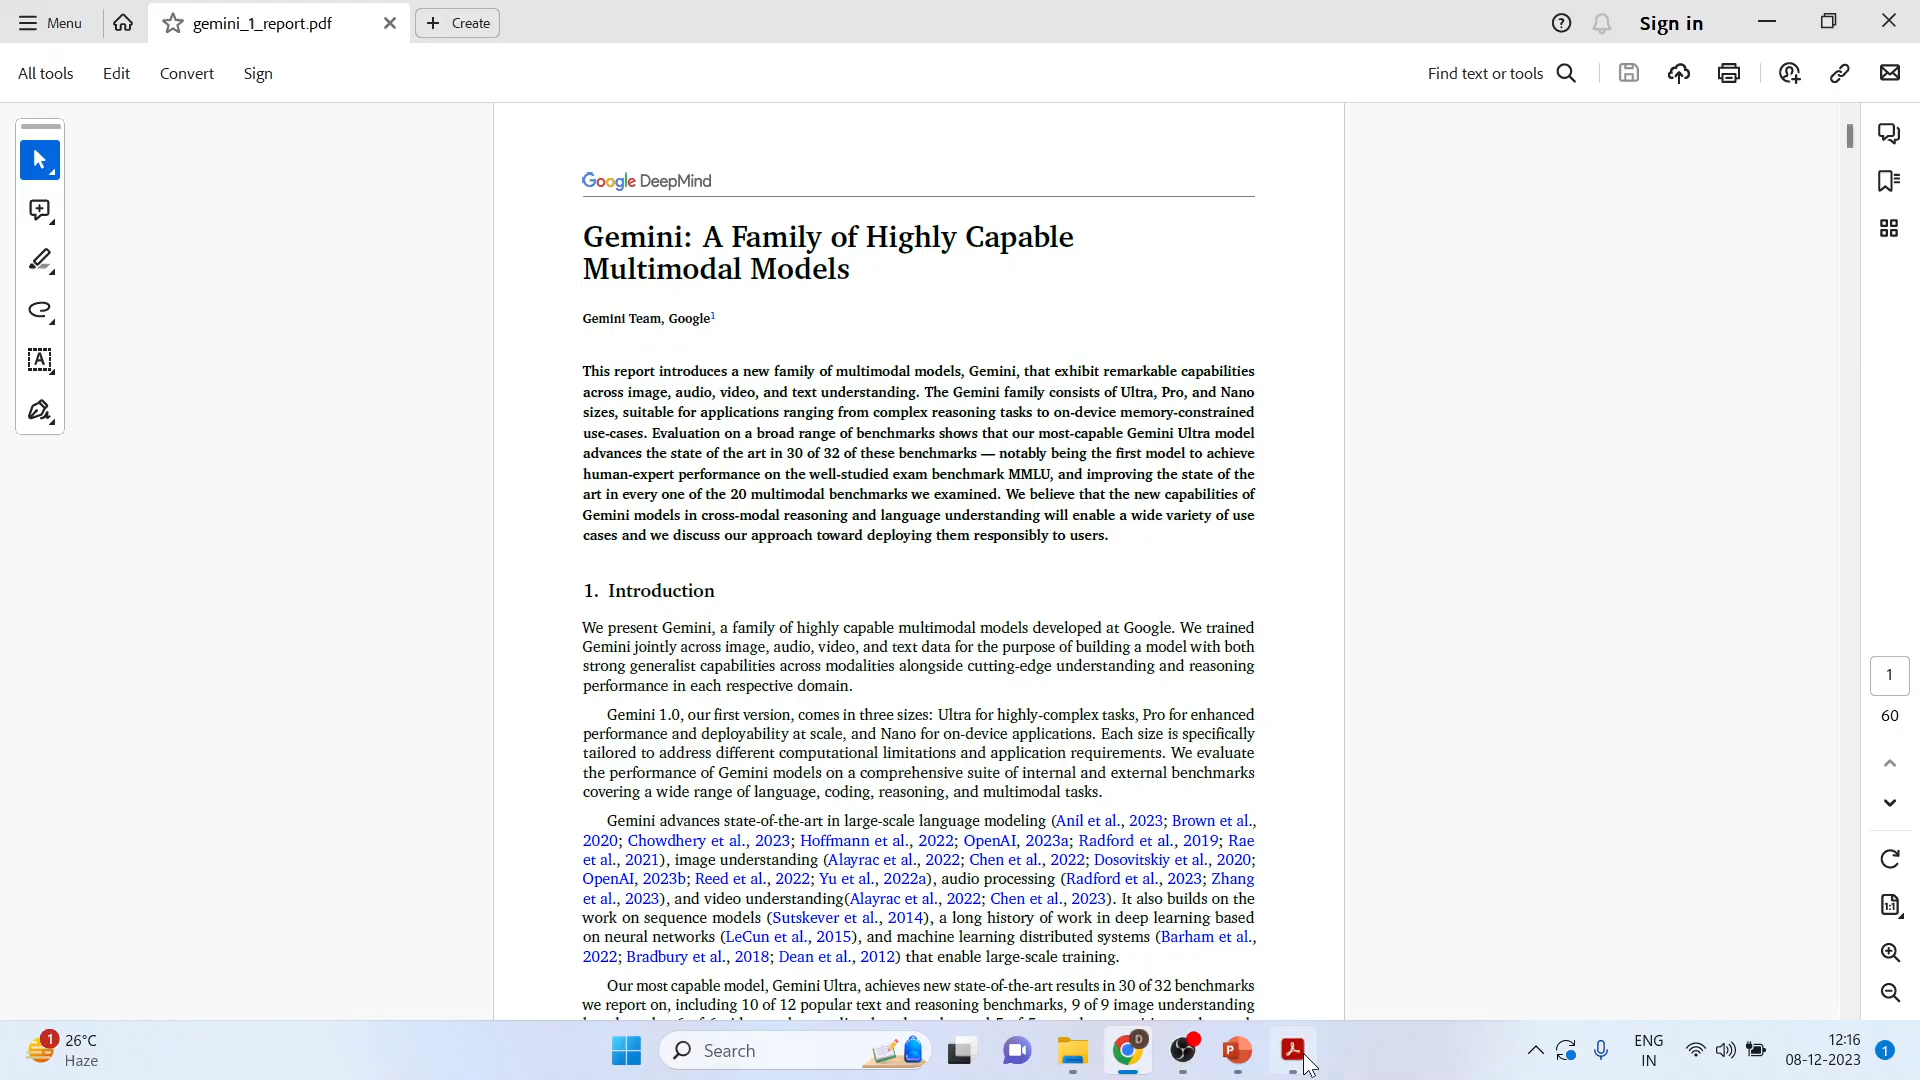 Menu
gemini_1_report.pdf
Create
Sign in
All tools
Edit
Convert
Sign
Find text or tools
Google DeepMind
Gemini: A Family of Highly Capable
Multimodal Models
Gemini Team, Google1
This report introduces a new family of multimodal models, Gemini, that exhibit remarkable capabilities
across image, audio, video, and text understanding. The Gemini family consists of Ultra, Pro, and Nano
sizes, suitable for applications ranging from complex reasoning tasks to on-device memory-constrained
use-cases. Evaluation on a broad range of benchmarks shows that our most-capable Gemini Ultra model
advances the state of the art in 30 of 32 of these benchmarks — notably being the first model to achieve
human-expert performance on the well-studied exam benchmark MMLU, and improving the state of the
art in every one of the 20 multimodal benchmarks we examined. We believe that the new capabilities of
Gemini models in cross-modal reasoning and language understanding will enable a wide variety of use
cases and we discuss our approach toward deploying them responsibly to users.
1. Introduction
We present Gemini, a family of highly capable multimodal models developed at Google. We trained
Gemini jointly across image, audio, video, and text data for the purpose of building a model with both
strong generalist capabilities across modalities alongside cutting-edge understanding and reasoning
performance in each respective domain.
Gemini 1.0, our first version, comes in three sizes: Ultra for highly-complex tasks, Pro for enhanced
performance and deployability at scale, and Nano for on-device applications. Each size is specifically
tailored to address different computational limitations and application requirements. We evaluate
the performance of Gemini models on a comprehensive suite of internal and external benchmarks
covering a wide range of language, coding, reasoning, and multimodal tasks.
Gemini advances state-of-the-art in large-scale language modeling (Anil et al., 2023; Brown et al.,
2020; Chowdhery et al., 2023; Hoffmann et al., 2022; OpenAI, 2023a; Radford et al., 2019; Rae
et al., 2021), image understanding (Alayrac et al., 2022; Chen et al., 2022; Dosovitskiy et al., 2020;
OpenAI, 2023b; Reed et al., 2022; Yu et al., 2022a), audio processing (Radford et al., 2023; Zhang
et al., 2023), and video understanding(Alayrac et al., 2022; Chen et al., 2023). It also builds on the
work on sequence models (Sutskever et al., 2014), a long history of work in deep learning based
on neural networks (LeCun et al., 2015), and machine learning distributed systems (Barham et al.,
2022; Bradbury et al., 2018; Dean et al., 2012) that enable large-scale training.
Our most capable model, Gemini Ultra, achieves new state-of-the-art results in 30 of 32 benchmarks
we report on, including 10 of 12 popular text and reasoning benchmarks, 9 of 9 image understanding
1
60
1
26°C
Haze
Search
D
ENG
IN
12:16
08-12-2023
1